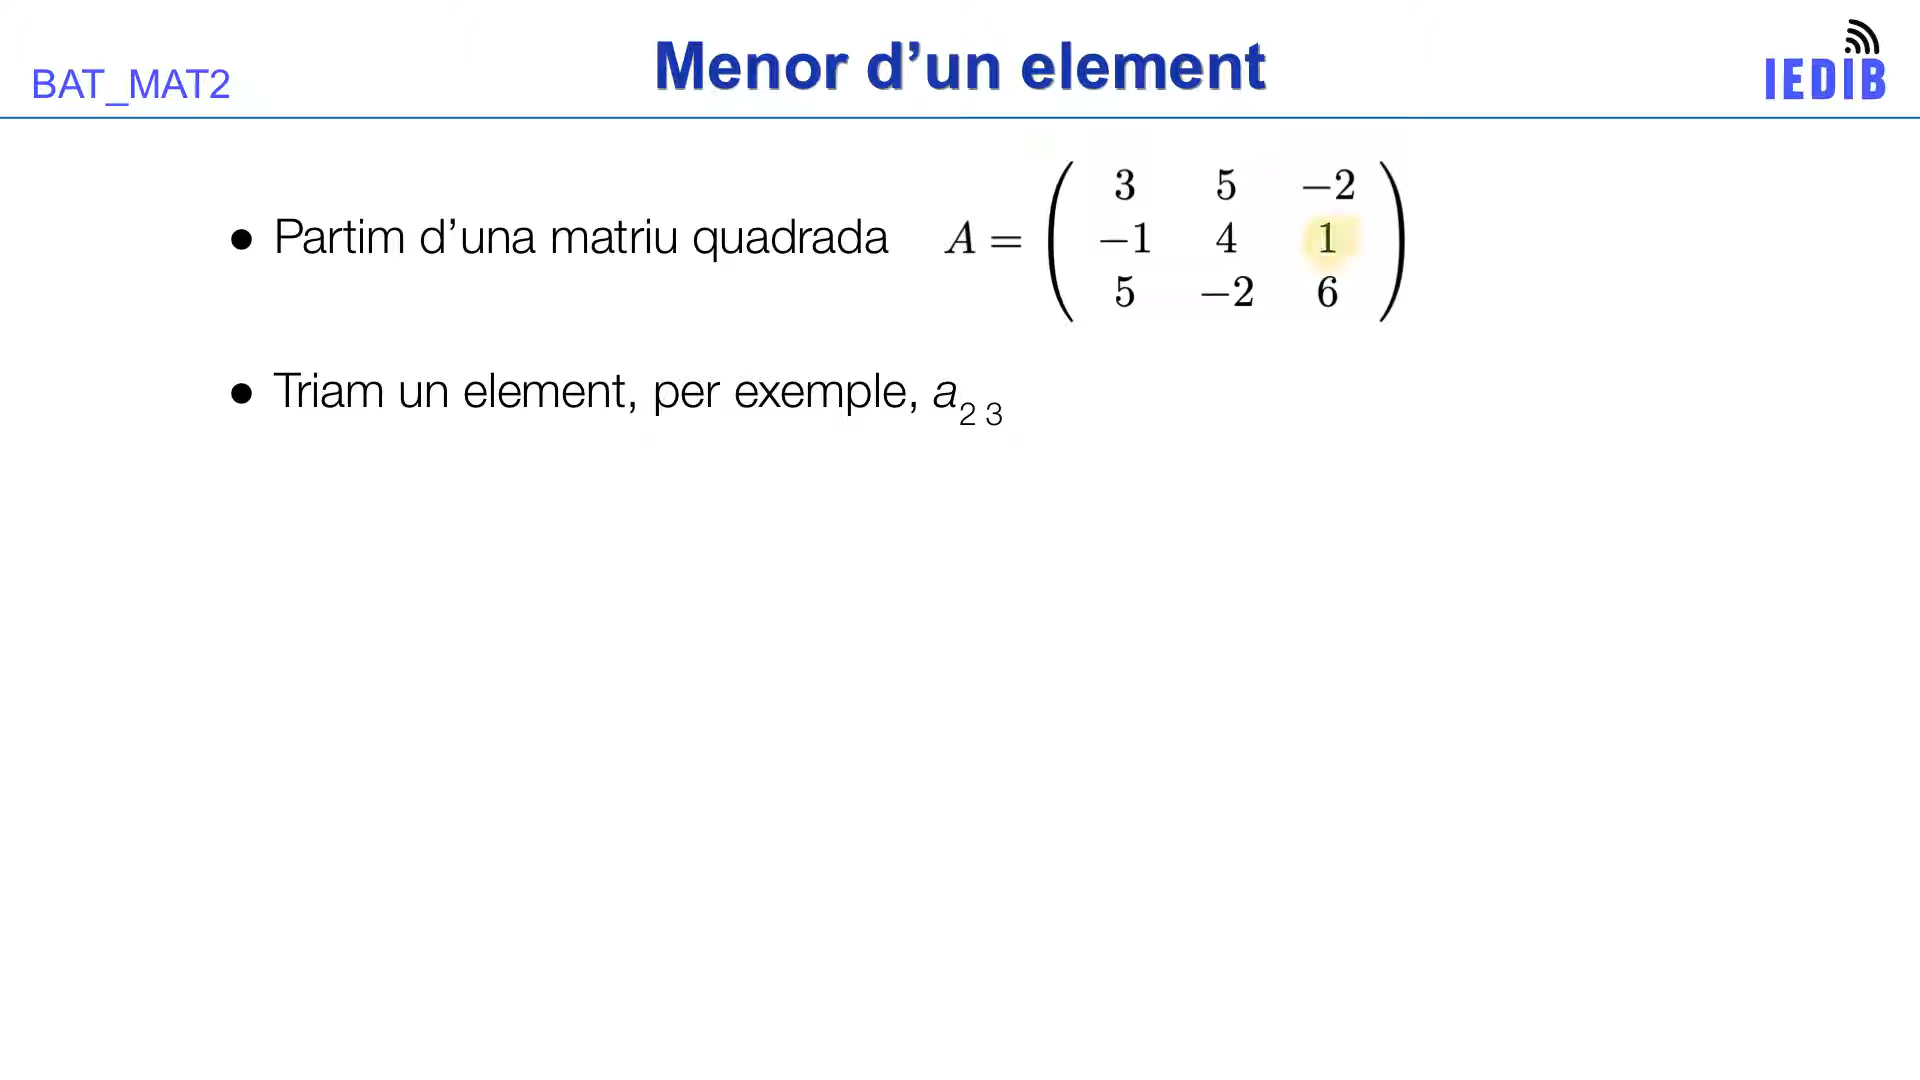 BAT_MAT2
Menor d’un element
IEDIB
● Partim d’una matriu quadrada A =
3 5 −2
−1 4 1
5 −2 6
● Triam un element, per exemple, a₂ ₃